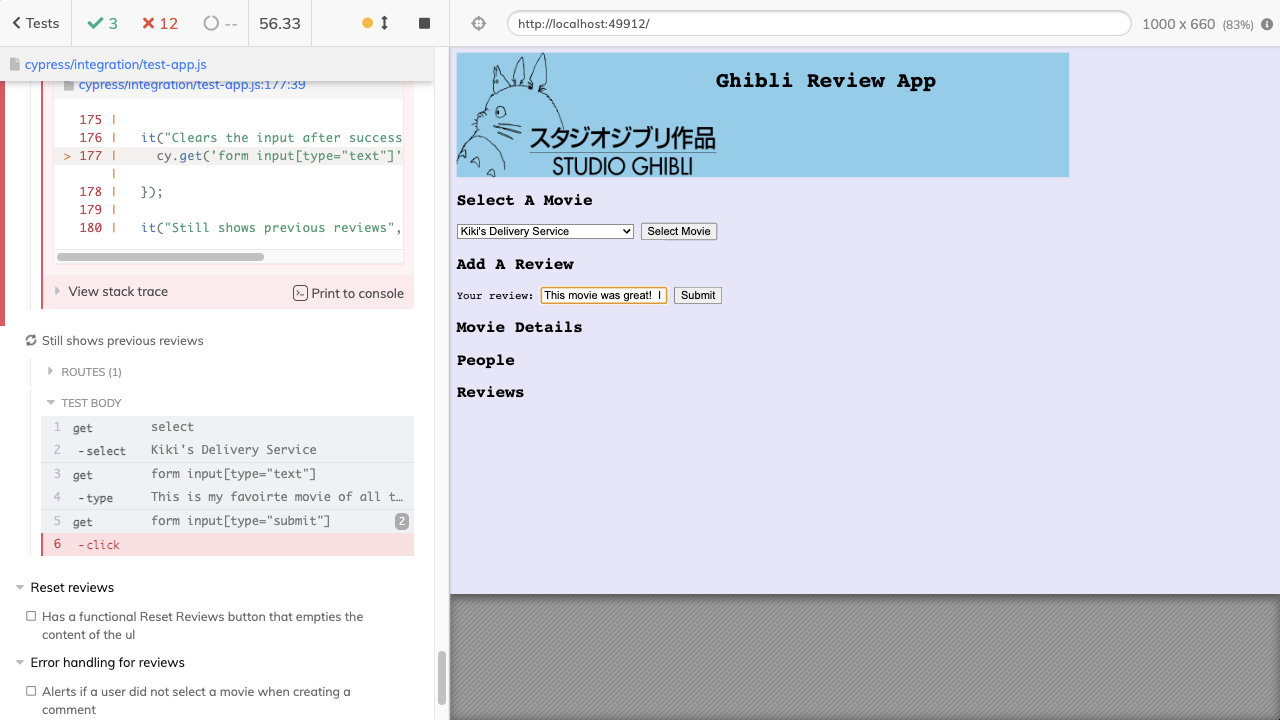 Tests
3
12
--
56.33
http://localhost:49912/
1000 x 660 (83%)
cypress/integration/test-app.js
cypress/integration/test-app.js:177:39
175 |
176 | it("Clears the input after success
> 177 | cy.get('form input[type="text"]'
|
178 | });
179 |
180 | it("Still shows previous reviews",
View stack trace
Print to console
Still shows previous reviews
ROUTES (1)
TEST BODY
1 get select
2 -select Kiki's Delivery Service
3 get form input[type="text"]
4 -type This is my favoirte movie of all t…
5 get form input[type="submit"] 2
6 -click
Reset reviews
Has a functional Reset Reviews button that empties the
content of the ul
Error handling for reviews
Alerts if a user did not select a movie when creating a
comment
Ghibli Review App
スタジオジブリ作品
STUDIO GHIBLI
Select A Movie
Kiki's Delivery Service Select Movie
Add A Review
Your review: This movie was great! I Submit
Movie Details
People
Reviews